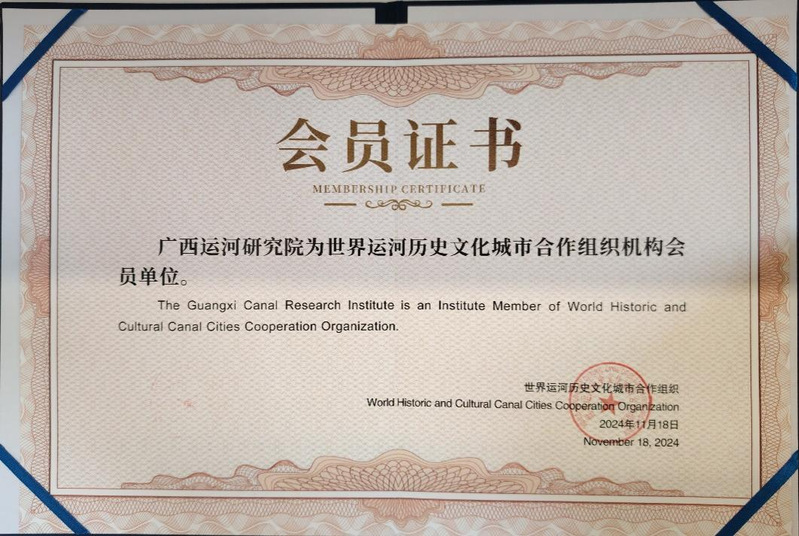 会员证书
MEMBERSHIP CERTIFICATE
广西运河研究院为世界运河历史文化城市合作组织机构会
员单位。
The Guangxi Canal Research Institute is an Institute Member of World Historic and
Cultural Canal Cities Cooperation Organization.
世界运河历史文化城市合作组织
World Historic and Cultural Canal Cities Cooperation Organization
2024年11月18日
November 18, 2024